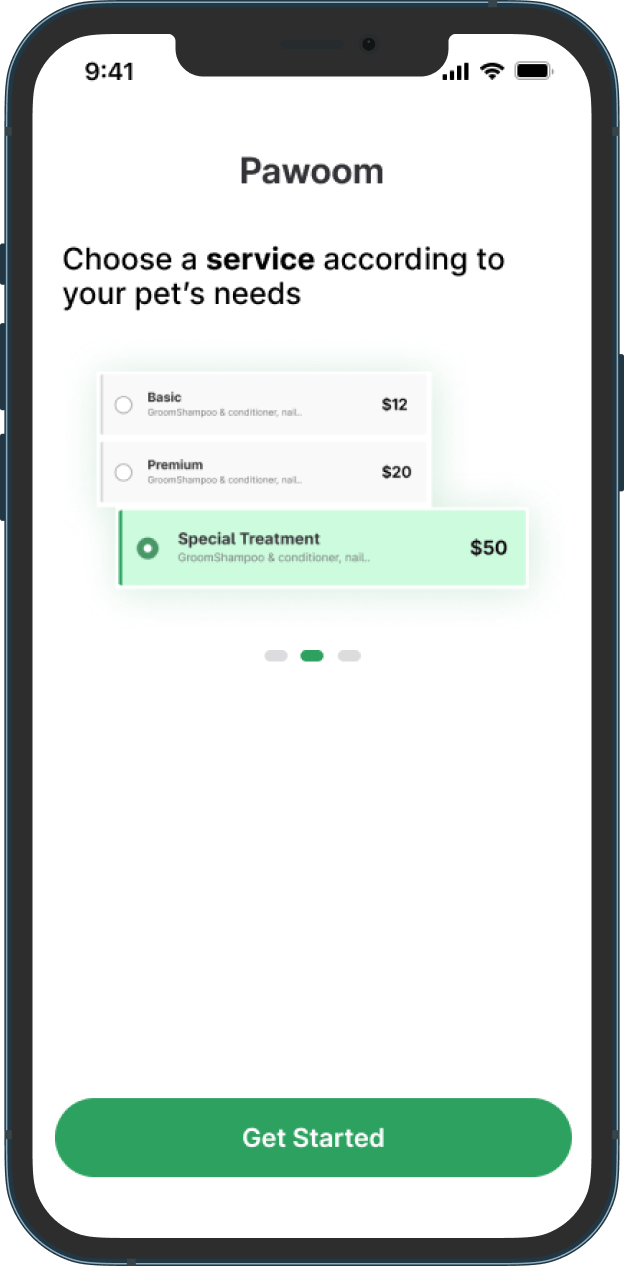 9:41
Pawoom
Choose a service according to
your pet’s needs
Basic
$12
GroomShampoo & conditioner, nail..
Premium
$20
GroomShampoo & conditioner, nail..
Special Treatment
$50
GroomShampoo & conditioner, nail..
Get Started